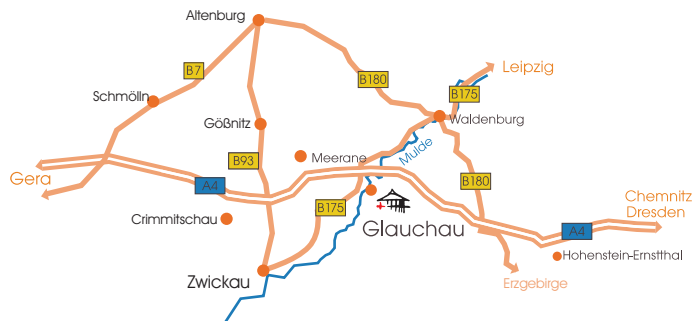 Altenburg
B7
B180
Leipzig
B175
Schmölln
Gößnitz
Waldenburg
Mulde
Meerane
B93
Gera
A4
B180
B175
Chemnitz
Dresden
Crimmitschau
Glauchau
A4
Hohenstein-Ernstthal
Zwickau
Erzgebirge